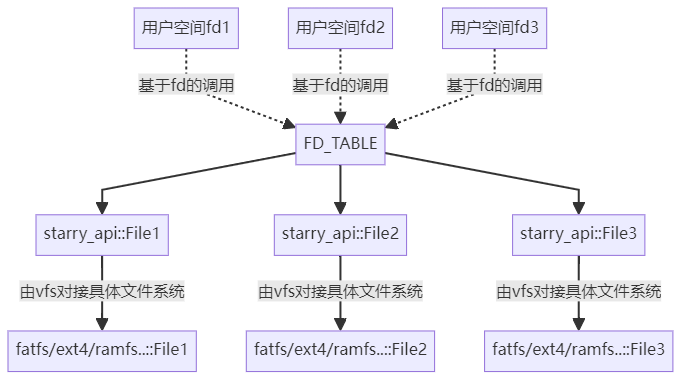 用户空间fd1
用户空间fd2
用户空间fd3
基于fd的调用
基于fd的调用
基于fd的调用
FD_TABLE
starry_api::File1
starry_api::File2
starry_api::File3
由vfs对接具体文件系统
由vfs对接具体文件系统
由vfs对接具体文件系统
fatfs/ext4/ramfs..::File1
fatfs/ext4/ramfs..::File2
fatfs/ext4/ramfs..::File3